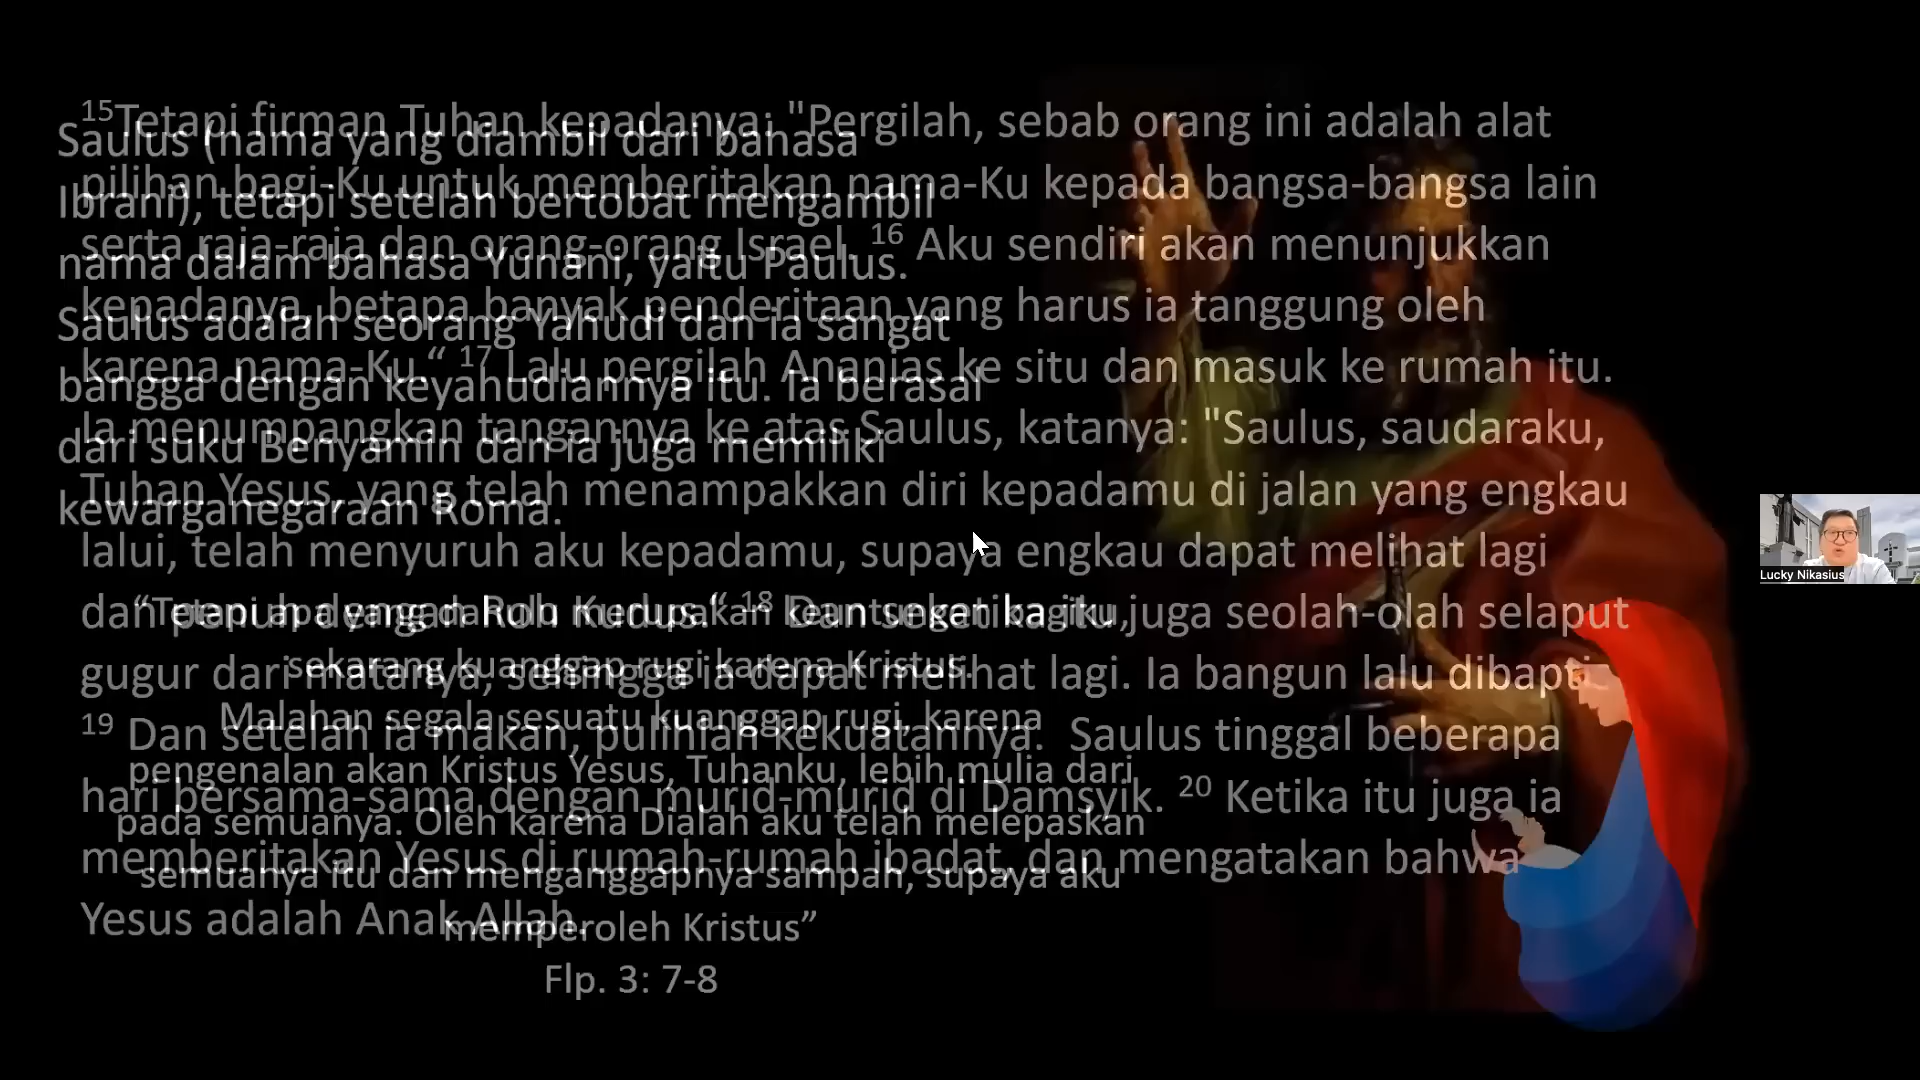 15Tetapi firman Tuhan kepadanya: "Pergilah, sebab orang ini adalah alat
pilihan bagi-Ku untuk memberitakan nama-Ku kepada bangsa-bangsa lain
serta raja-raja dan orang-orang Israel. 16 Aku sendiri akan menunjukkan
kepadanya, betapa banyak penderitaan yang harus ia tanggung oleh
karena nama-Ku.“ 17 Lalu pergilah Ananias ke situ dan masuk ke rumah itu.
Ia menumpangkan tangannya ke atas Saulus, katanya: "Saulus, saudaraku,
Tuhan Yesus, yang telah menampakkan diri kepadamu di jalan yang engkau
lalui, telah menyuruh aku kepadamu, supaya engkau dapat melihat lagi
dan penuh dengan Roh Kudus.“ 18 Dan seketika itu juga seolah-olah selaput
gugur dari matanya, sehingga ia dapat melihat lagi. Ia bangun lalu
19 Dan setelah ia makan, pulihlah kekuatannya. Saulus tinggal beberapa
hari bersama-sama dengan murid-murid di Damsyik. 20 Ketika itu juga ia
memberitakan Yesus di rumah-rumah ibadat, dan mengatakan bahwa
Yesus adalah Anak Allah.
Saulus (nama yang diambil dari bahasa
Ibrani), tetapi setelah bertobat mengambil
nama dalam bahasa Yunani, yaitu Paulus.
Saulus adalah seorang Yahudi dan ia sangat
bangga dengan keyahudiannya itu. Ia berasal
dari suku Benyamin dan ia juga memiliki
kewarganegaraan Roma.
“Tetapi apa yang dahulu merupakan keuntungan bagiku,
sekarang kuanggap rugi karena Kristus.
Malahan segala sesuatu kuanggap rugi, karena
pengenalan akan Kristus Yesus, Tuhanku, lebih mulia dari
pada semuanya. Oleh karena Dialah aku telah melepaskan
semuanya itu dan menganggapnya sampah, supaya aku
memperoleh Kristus”
Flp. 3: 7-8
Lucky Nikasius